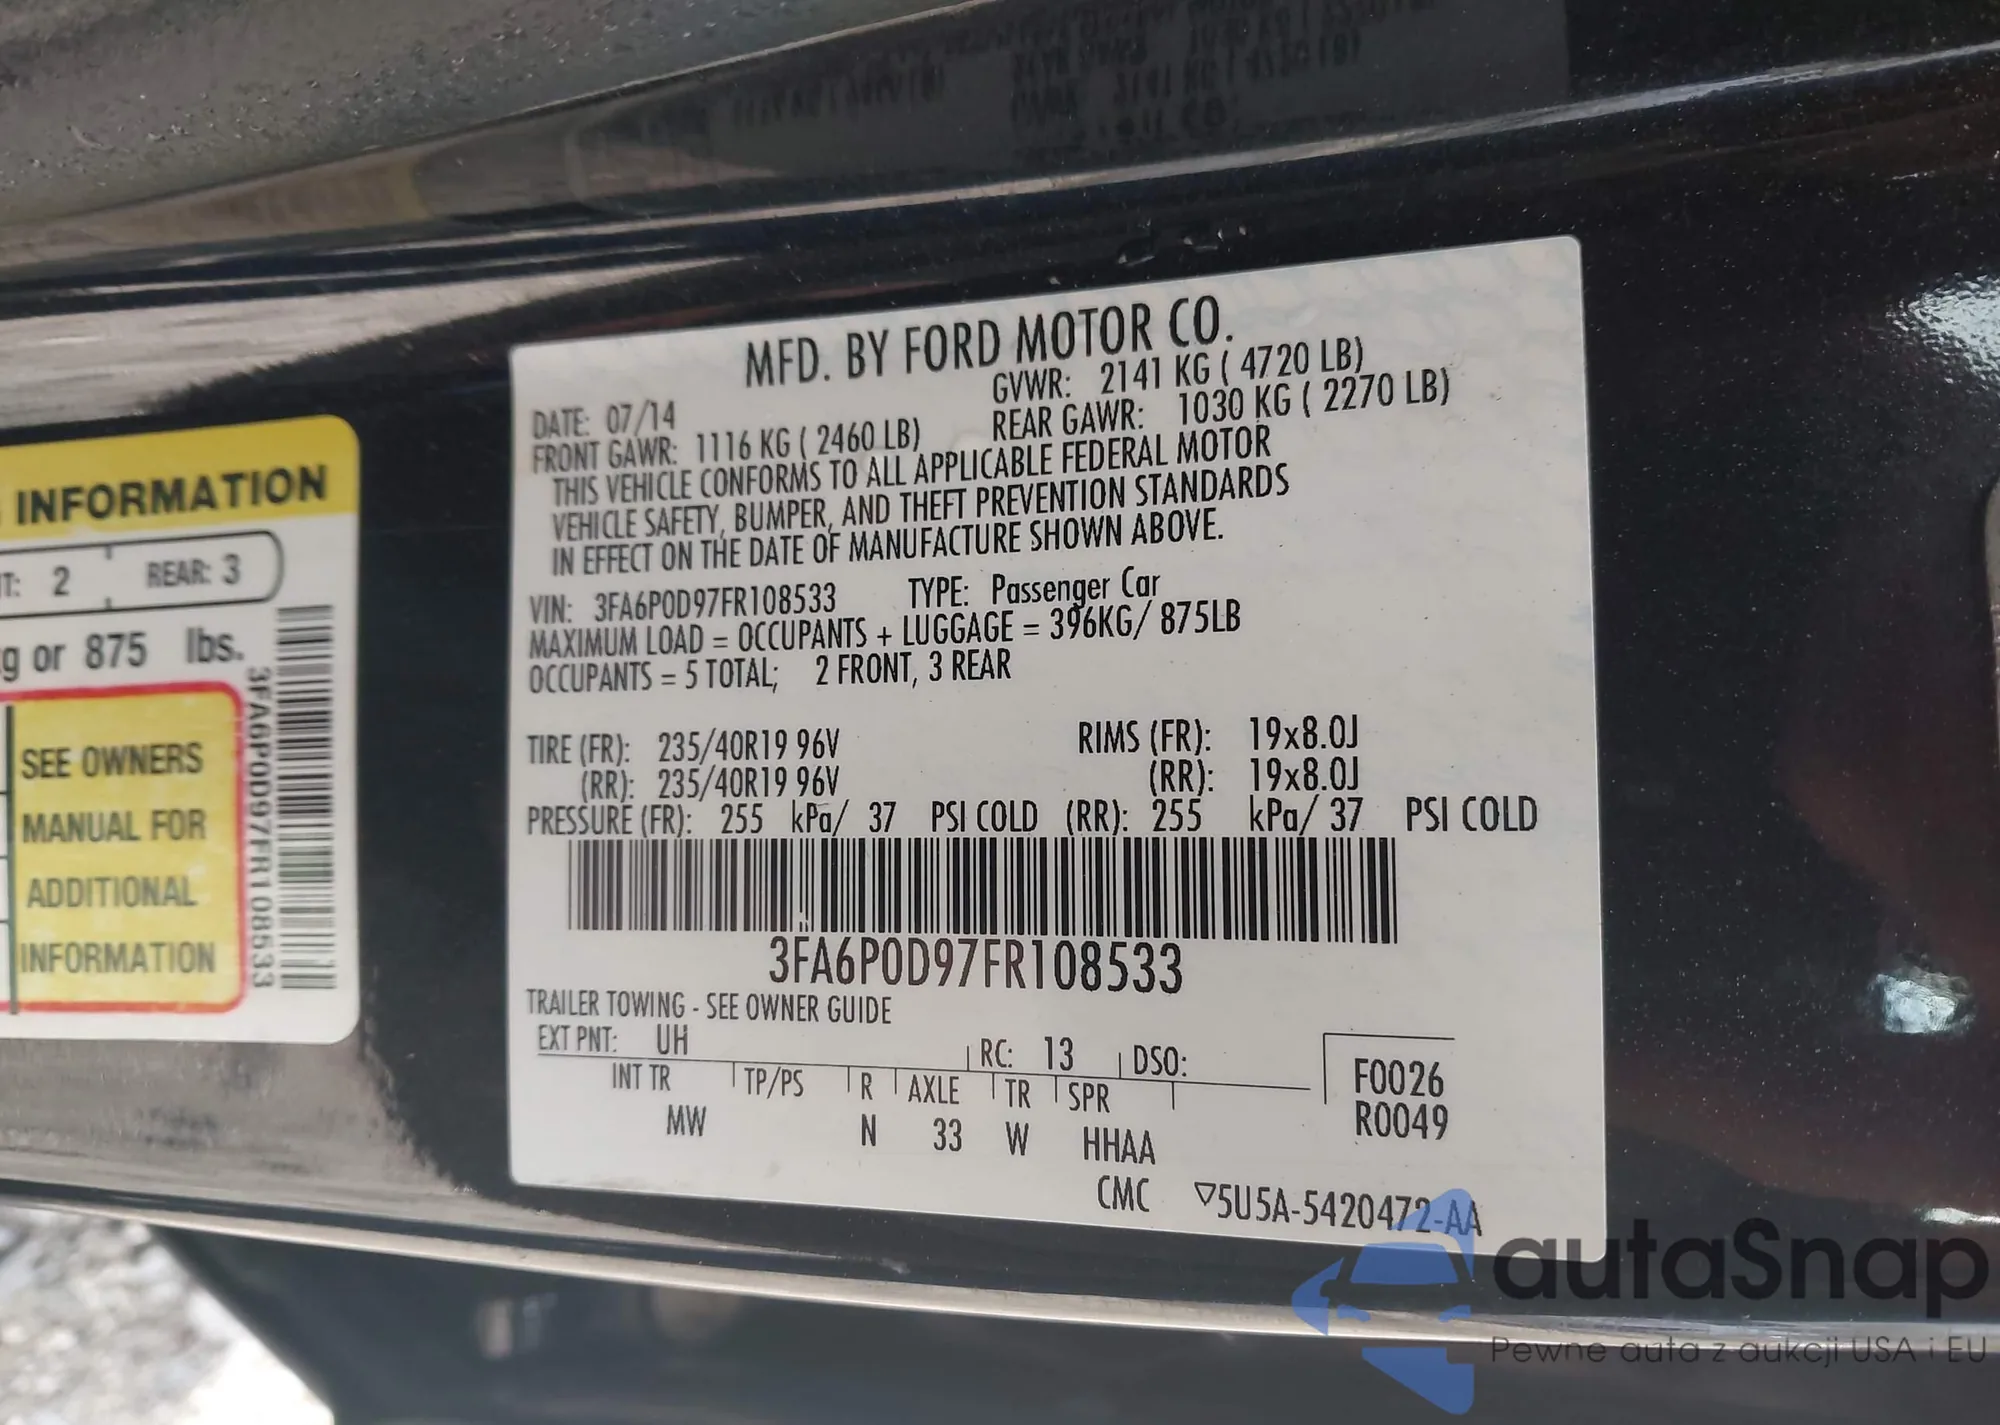 INFORMATION
2 REAR: 3
g or 875 lbs.
SEE OWNERS
MANUAL FOR
ADDITIONAL
INFORMATION
3FA6P0D97FR108533
MFD. BY FORD MOTOR CO.
DATE: 07/14 GVWR: 2141 KG ( 4720 LB)
FRONT GAWR: 1116 KG ( 2460 LB) REAR GAWR: 1030 KG ( 2270 LB)
THIS VEHICLE CONFORMS TO ALL APPLICABLE FEDERAL MOTOR
VEHICLE SAFETY, BUMPER, AND THEFT PREVENTION STANDARDS
IN EFFECT ON THE DATE OF MANUFACTURE SHOWN ABOVE.
VIN: 3FA6P0D97FR108533 TYPE: Passenger Car
MAXIMUM LOAD = OCCUPANTS + LUGGAGE = 396KG/ 875LB
OCCUPANTS = 5 TOTAL; 2 FRONT, 3 REAR
TIRE (FR): 235/40R19 96V RIMS (FR): 19x8.0J
(RR): 235/40R19 96V (RR): 19x8.0J
PRESSURE (FR): 255 kPa/ 37 PSI COLD (RR): 255 kPa/ 37 PSI COLD
3FA6P0D97FR108533
TRAILER TOWING - SEE OWNER GUIDE
EXT PNT: UH RC: 13 DSO:
INT TR TP/PS R AXLE TR SPR
MW N 33 W HHAA
F0026
R0049
CMC ▽5U5A-5420472-AA
autaSnap
Pewne auta z aukcji USA i EU